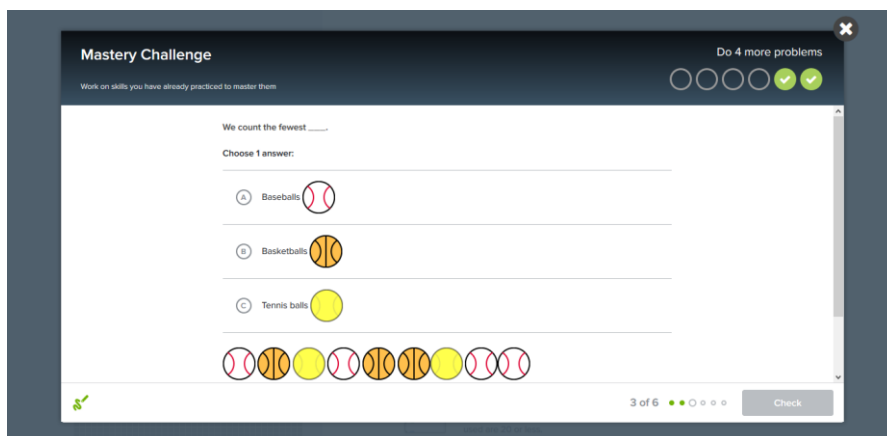 Mastery Challenge
Do 4 more problems
Work on skills you have already practiced to master them
We count the fewest ____.
Choose 1 answer:
A Baseballs
B Basketballs
C Tennis balls
3 of 6
Check